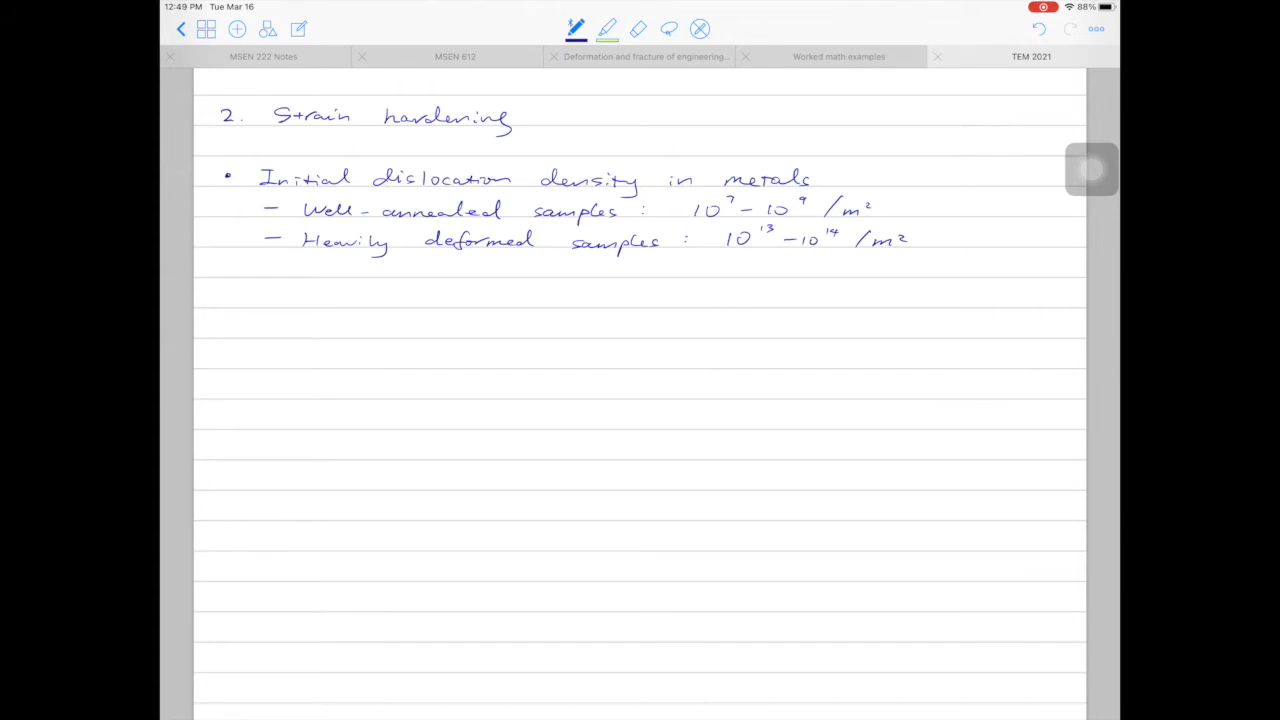 12:49 PM Tue Mar 16 88%
MSEN 222 Notes MSEN 612 Deformation and fracture of engineering... Worked math examples TEM 2021
2. Strain hardening
• Initial dislocation density in metals
– Well-annealed samples : 10⁷ – 10⁹ /m²
– Heavily deformed samples : 10¹³ – 10¹⁴ /m²